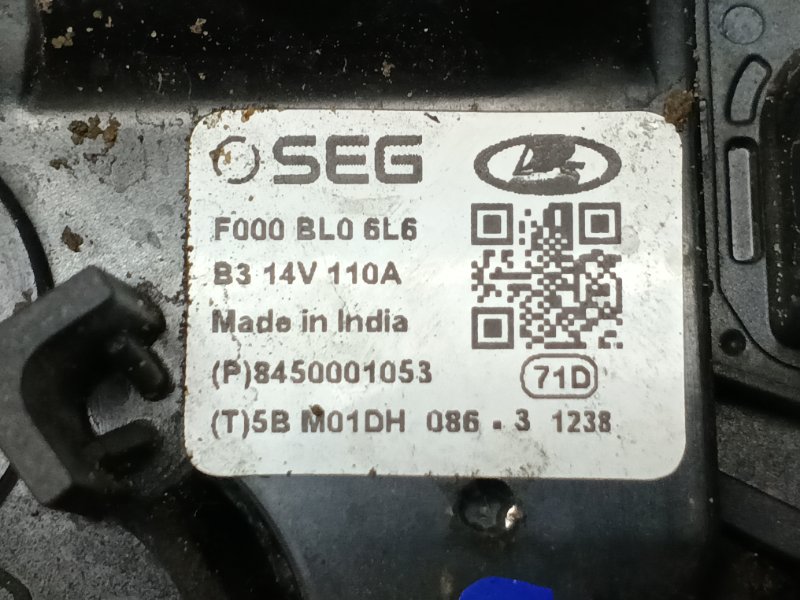 SEG
F000 BL0 6L6
B3 14V 110A
Made in India
(P)8450001053
71D
(T)5B M01DH 086 . 3 1238